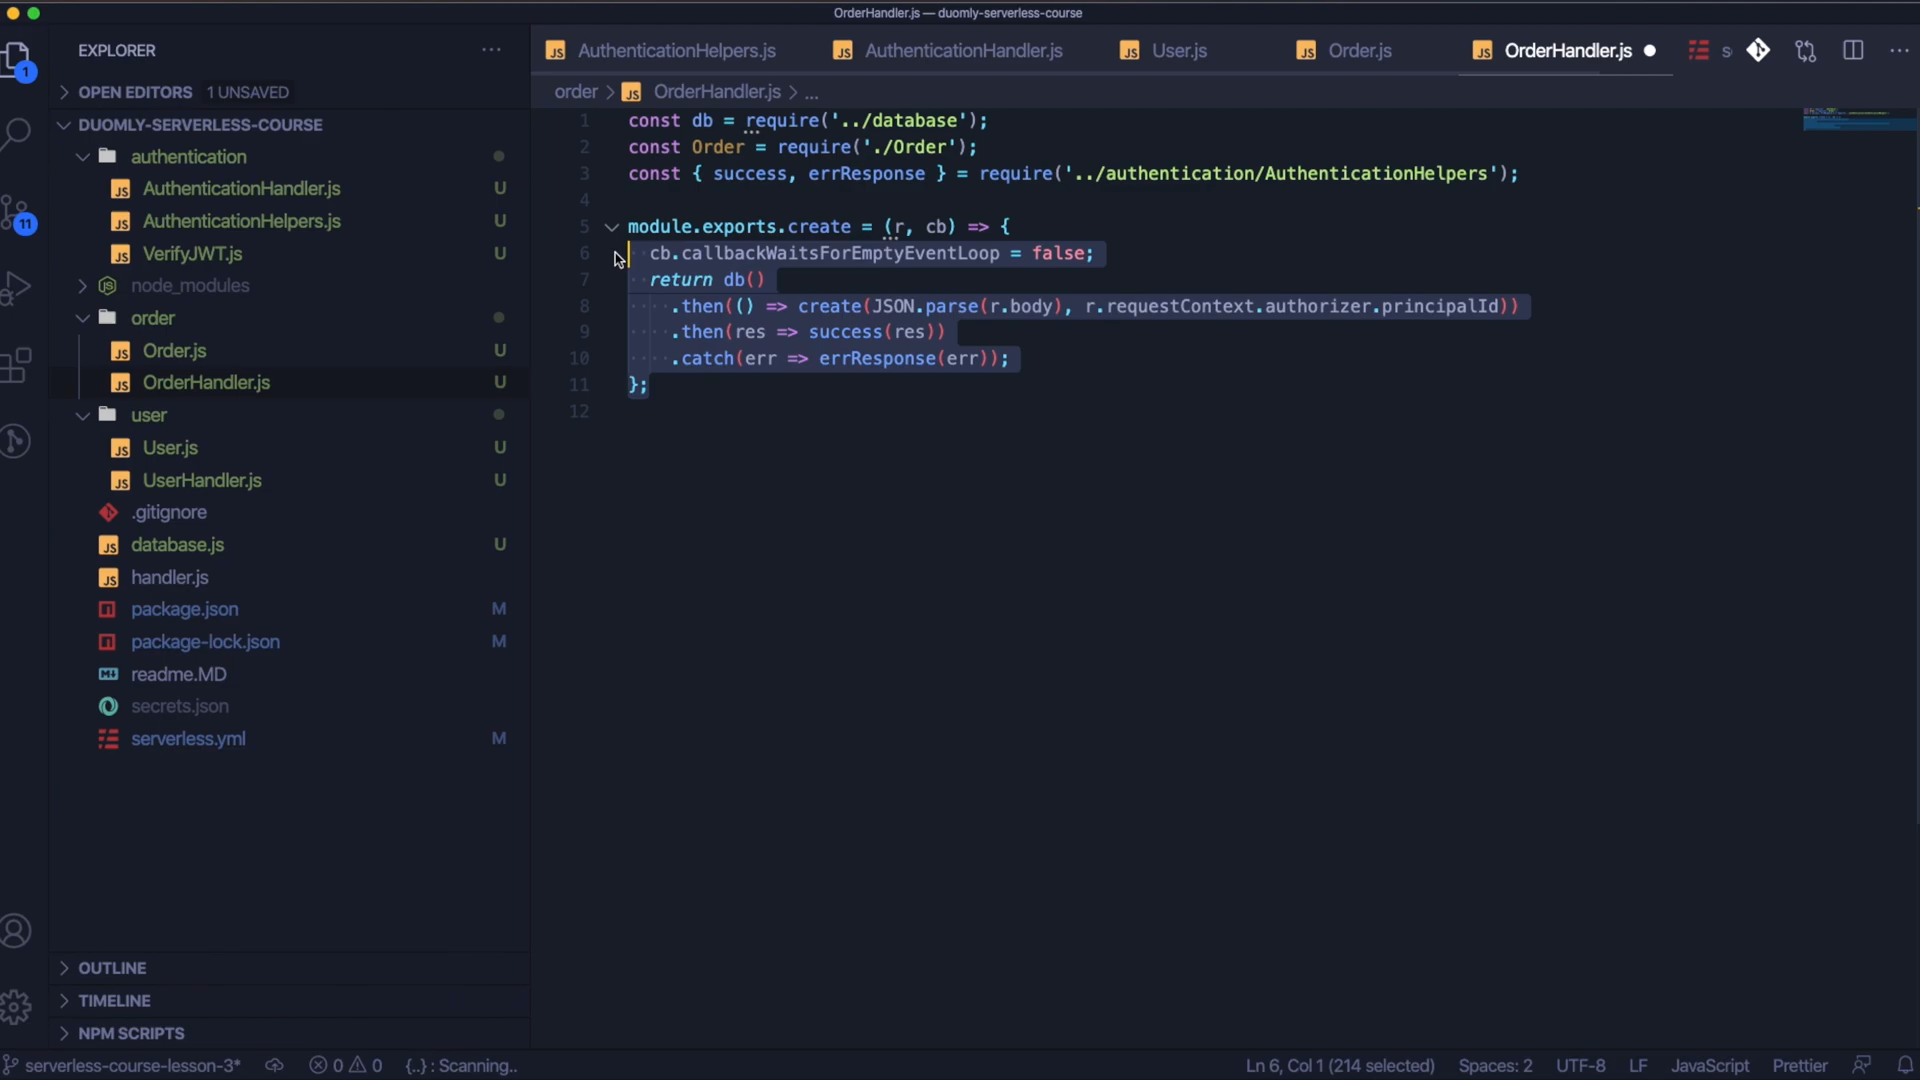 OrderHandler.js — duomly-serverless-course
EXPLORER
OPEN EDITORS 1 UNSAVED
DUOMLY-SERVERLESS-COURSE
authentication
AuthenticationHandler.js U
AuthenticationHelpers.js U
VerifyJWT.js U
node_modules
order
Order.js U
OrderHandler.js U
user
User.js U
UserHandler.js U
.gitignore
database.js U
handler.js
package.json M
package-lock.json M
readme.MD
secrets.json
serverless.yml M
OUTLINE
TIMELINE
NPM SCRIPTS
1
11
AuthenticationHelpers.js AuthenticationHandler.js User.js Order.js OrderHandler.js s
order > OrderHandler.js > ...
1 const db = require('../database');
2 const Order = require('./Order');
3 const { success, errResponse } = require('../authentication/AuthenticationHelpers');
4
5 module.exports.create = (r, cb) => {
6 cb.callbackWaitsForEmptyEventLoop = false;
7 return db()
8 .then(() => create(JSON.parse(r.body), r.requestContext.authorizer.principalId))
9 .then(res => success(res))
10 .catch(err => errResponse(err));
11 };
12
serverless-course-lesson-3* 0 0 {..} : Scanning.. Ln 6, Col 1 (214 selected) Spaces: 2 UTF-8 LF JavaScript Prettier